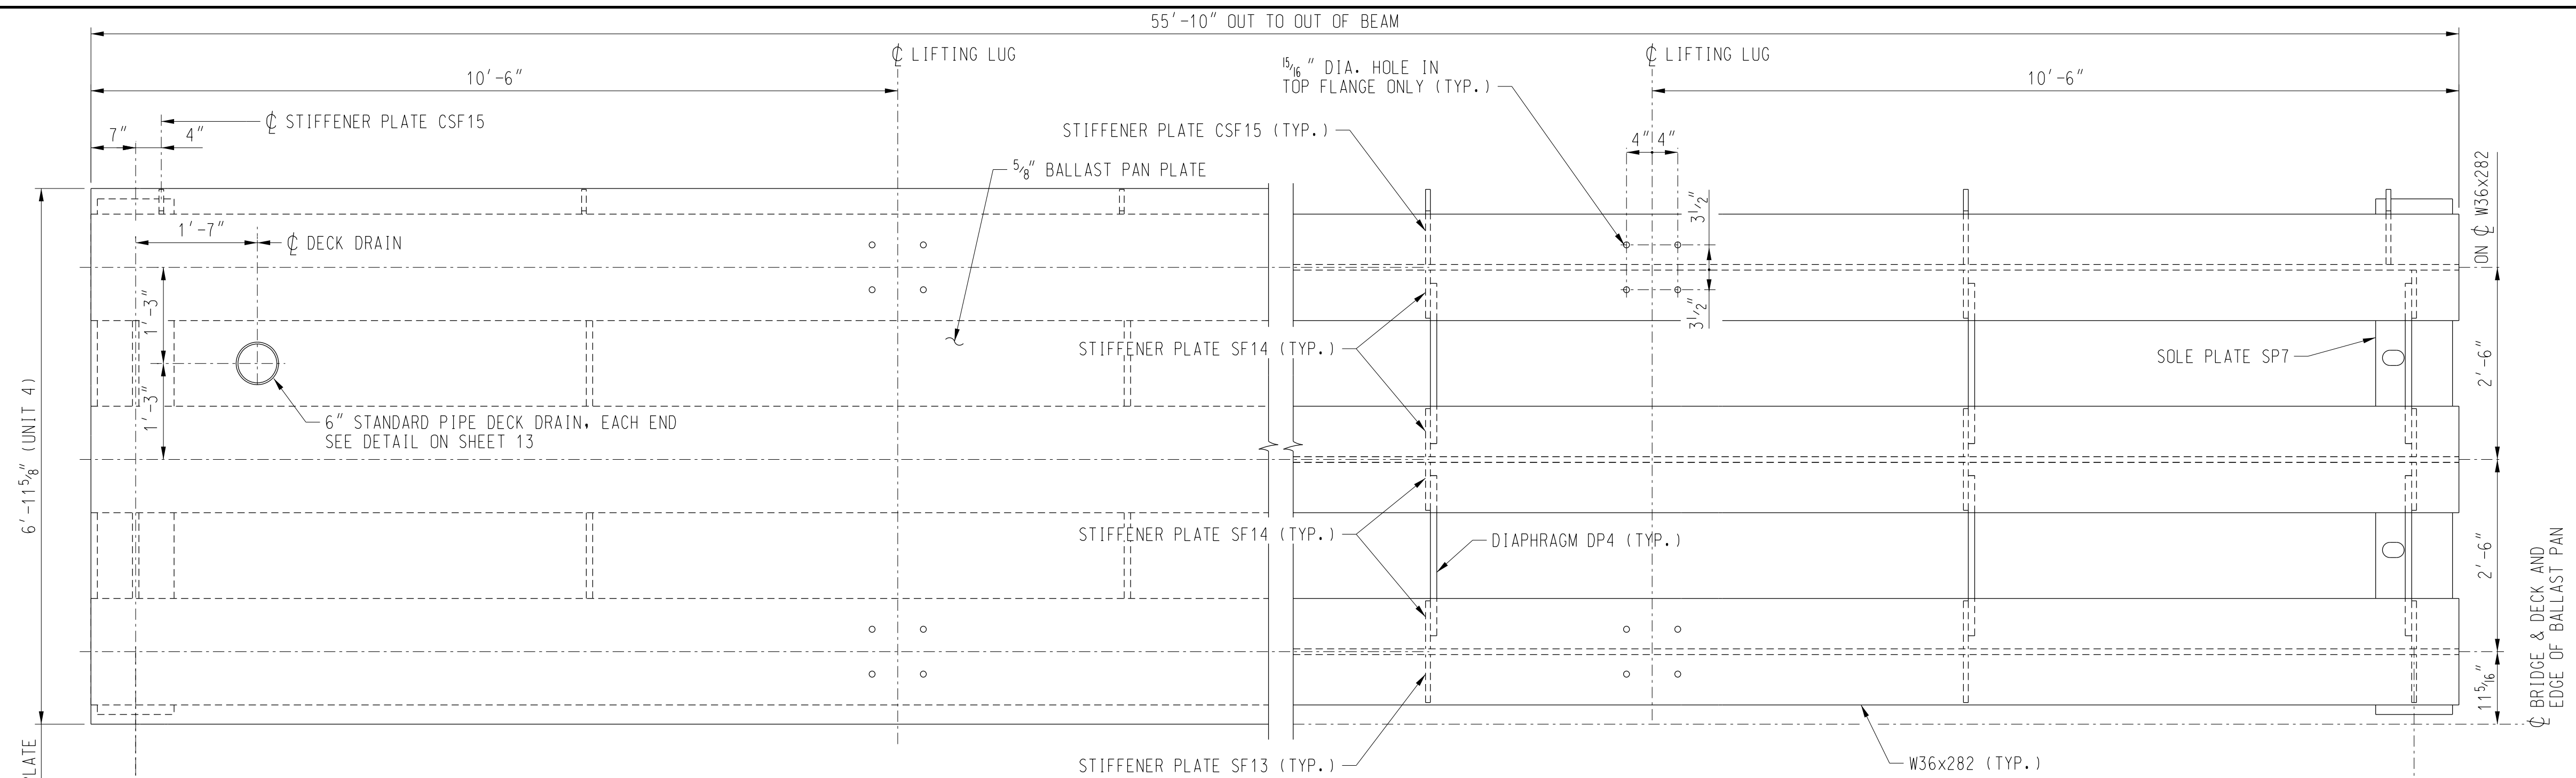 55'-10" OUT TO OUT OF BEAM
℄ LIFTING LUG
℄ LIFTING LUG
10'-6"
15/16" DIA. HOLE IN
TOP FLANGE ONLY (TYP.)
10'-6"
℄ STIFFENER PLATE CSF15
7"
4"
STIFFENER PLATE CSF15 (TYP.)
4"
4"
5/8" BALLAST PAN PLATE
ON ℄ W36x282
3 1/2"
1'-7"
℄ DECK DRAIN
1'-3"
3 1/2"
STIFFENER PLATE SF14 (TYP.)
SOLE PLATE SP7
2'-6"
1'-3"
6" STANDARD PIPE DECK DRAIN, EACH END
SEE DETAIL ON SHEET 13
6'-11 5/8" (UNIT 4)
STIFFENER PLATE SF14 (TYP.)
DIAPHRAGM DP4 (TYP.)
2'-6"
℄ BRIDGE & DECK AND
EDGE OF BALLAST PAN
11 5/16"
PLATE
STIFFENER PLATE SF13 (TYP.)
W36x282 (TYP.)